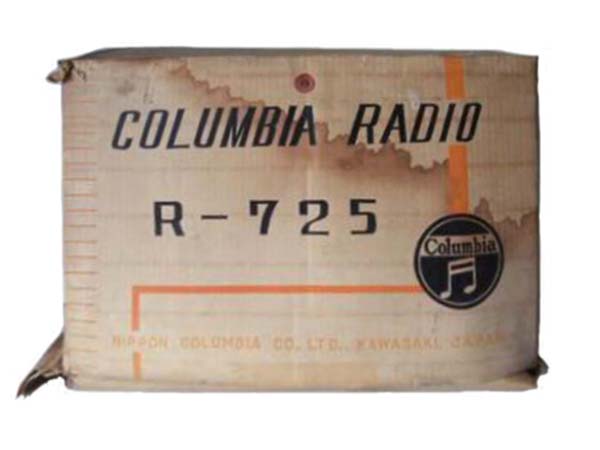 COLUMBIA RADIO
R-725
Columbia
NIPPON COLUMBIA CO., LTD., KAWASAKI, JAPAN